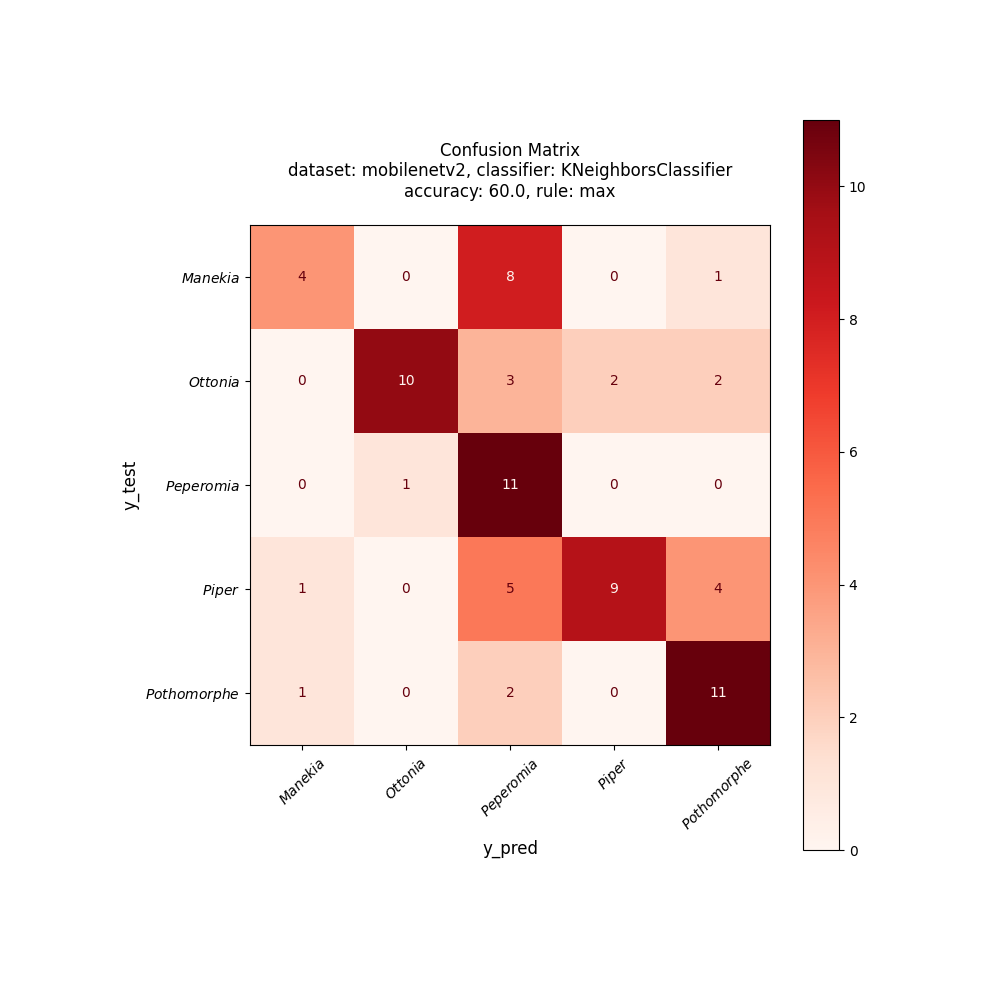 Confusion Matrix
dataset: mobilenetv2, classifier: KNeighborsClassifier
accuracy: 60.0, rule: max
Manekia 4 0 8 0 1
Ottonia 0 10 3 2 2
Peperomia 0 1 11 0 0
Piper 1 0 5 9 4
Pothomorphe 1 0 2 0 11
y_test
Manekia Ottonia Peperomia Piper Pothomorphe
y_pred
10
8
6
4
2
0